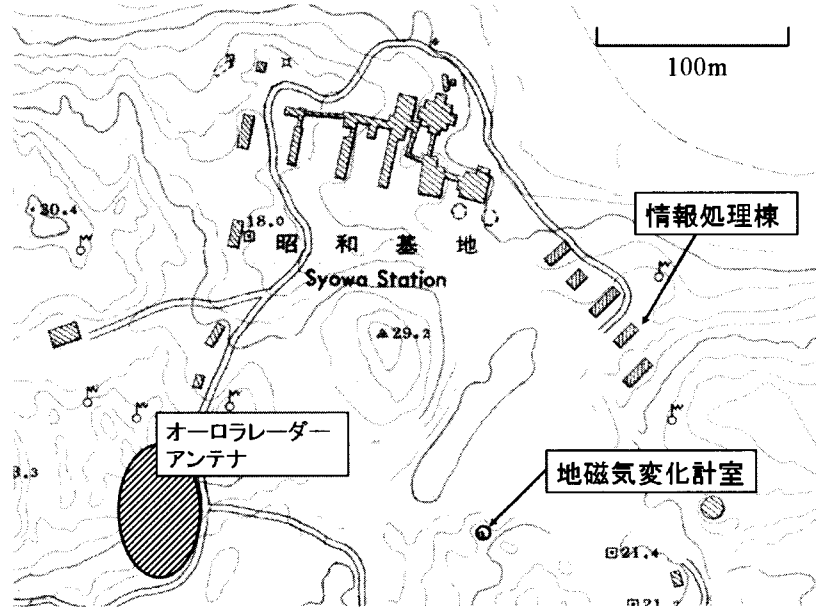 100m
情報処理棟
30.4
18.0
昭和基地
Syowa Station
29.2
オーロラレーダー
アンテナ
地磁気変化計室
21.4